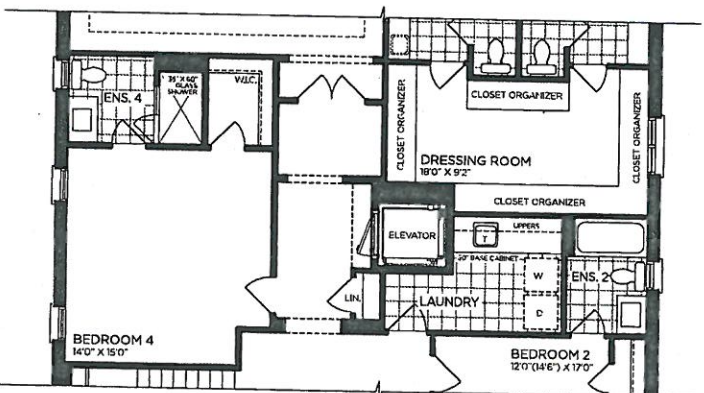 ENS. 4
36" X 60"
GLASS
SHOWER
W.I.C.
CLOSET ORGANIZER
CLOSET ORGANIZER
DRESSING ROOM
18'0" X 9'2"
CLOSET ORGANIZER
CLOSET ORGANIZER
ELEVATOR
UPPERS
T
30" BASE CABINET
W
D
LAUNDRY
LIN.
ENS. 2
BEDROOM 4
14'0" X 15'0"
BEDROOM 2
12'0"(14'6") X 17'0"